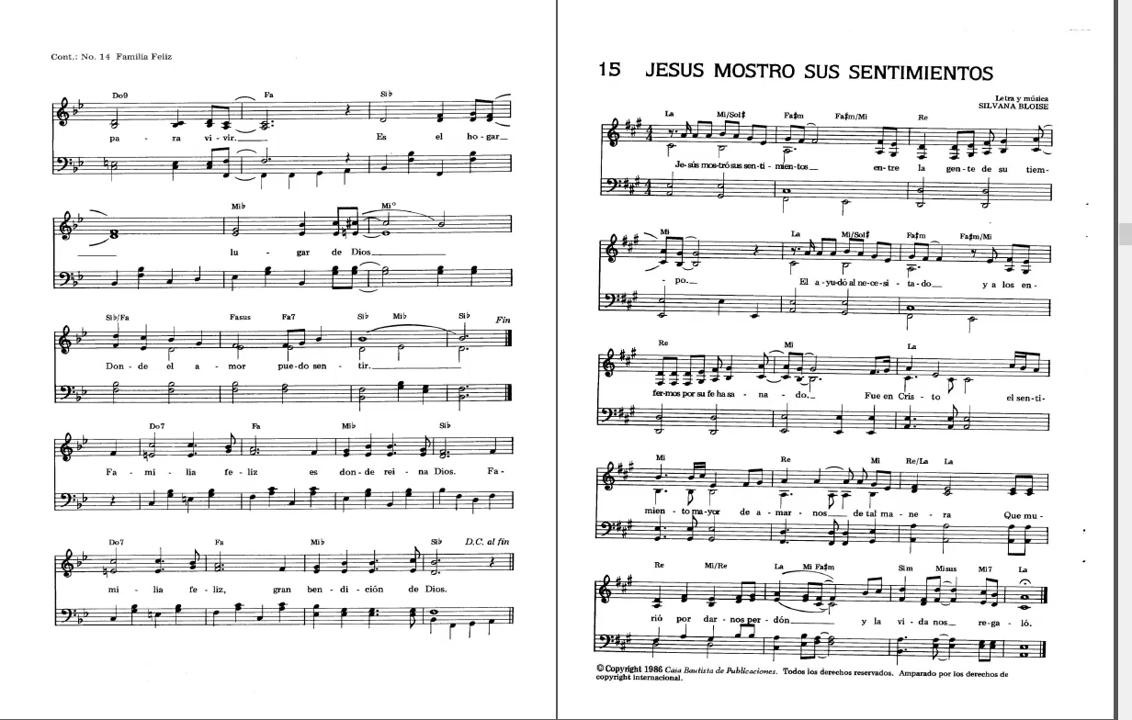 Cont.: No. 14 Familia Feliz
Do9 Fa Si♭
pa - ra vi - vir. Es el ho - gar
Mi♭ Mi°
lu - gar de Dios
Si♭/Fa Fasus Fa7 Si♭ Mi♭ Si♭ Fin
Don - de el a - mor pue - do sen - tir.
Do7 Fa Mi♭ Si♭
Fa - mi - lia fe - liz es don - de rei - na Dios. Fa -
Do7 Fa Mi♭ Si♭ D.C. al fin
mi - lia fe - liz, gran ben - di - ción de Dios.
15 JESUS MOSTRO SUS SENTIMIENTOS
Letra y música
SILVANA BLOISE
La Mi/Sol♯ Fa♯m Fa♯m/Mi Re
Je - sús mos - tró sus sen - ti - mien - tos en - tre la gen - te de su tiem -
Mi La Mi/Sol♯ Fa♯m Fa♯m/Mi
- po. El a - yu - dó al ne - ce - si - ta - do y a los en -
Re Mi La
fer - mos por su fe ha sa - na - do. Fue en Cris - to el sen - ti -
Mi Re Mi Re/La La
mien - to ma - yor de a - mar - nos de tal ma - ne - ra Que mu -
Re Mi/Re La Mi Fa♯m Si m Misus Mi7 La
rió por dar - nos per - dón y la vi - da nos re - ga - ló.
© Copyright 1986 Casa Bautista de Publicaciones. Todos los derechos reservados. Amparado por los derechos de
copyright internacional.